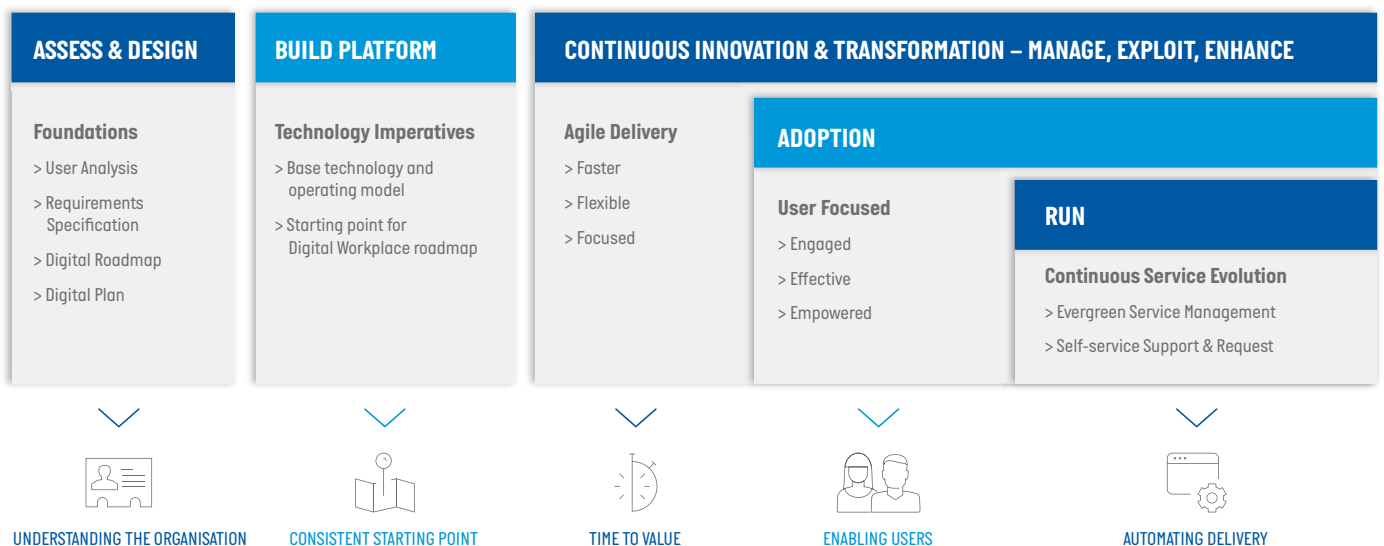 ASSESS & DESIGN
Foundations
> User Analysis
> Requirements
Specification
> Digital Roadmap
> Digital Plan
BUILD PLATFORM
Technology Imperatives
> Base technology and
operating model
> Starting point for
Digital Workplace roadmap
CONTINUOUS INNOVATION & TRANSFORMATION – MANAGE, EXPLOIT, ENHANCE
Agile Delivery
> Faster
> Flexible
> Focused
ADOPTION
User Focused
> Engaged
> Effective
> Empowered
RUN
Continuous Service Evolution
> Evergreen Service Management
> Self-service Support & Request
UNDERSTANDING THE ORGANISATION
CONSISTENT STARTING POINT
TIME TO VALUE
ENABLING USERS
AUTOMATING DELIVERY